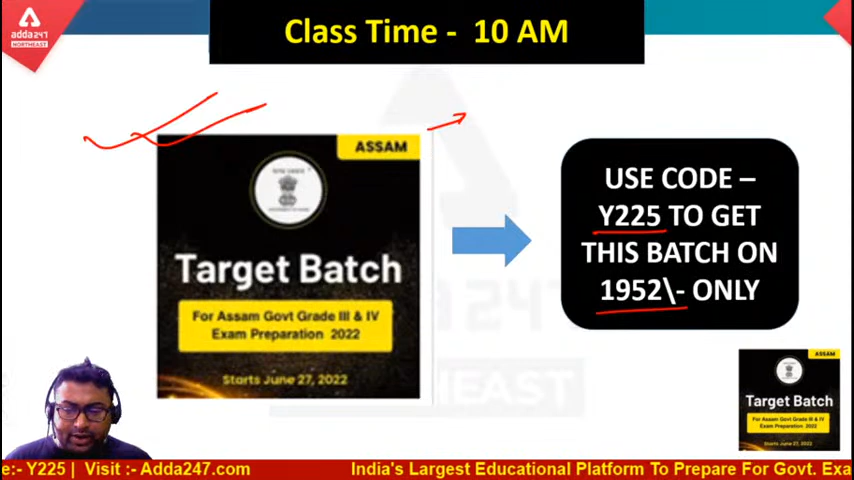 Class Time - 10 AM
adda247
NORTHEAST
ASSAM
Target Batch
For Assam Govt Grade III & IV
Exam Preparation 2022
Starts June 27, 2022
USE CODE –
Y225 TO GET
THIS BATCH ON
1952\- ONLY
ASSAM
Target Batch
For Assam Govt Grade III & IV
Exam Preparation 2022
Starts June 27, 2022
e:- Y225 | Visit :- Adda247.com India's Largest Educational Platform To Prepare For Govt. Exa